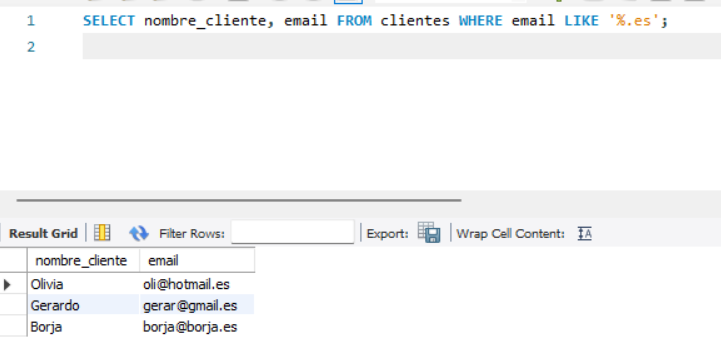 1 SELECT nombre_cliente, email FROM clientes WHERE email LIKE '%.es';
2
Result Grid Filter Rows: Export: Wrap Cell Content:
nombre_cliente email
Olivia oli@hotmail.es
Gerardo gerar@gmail.es
Borja borja@borja.es